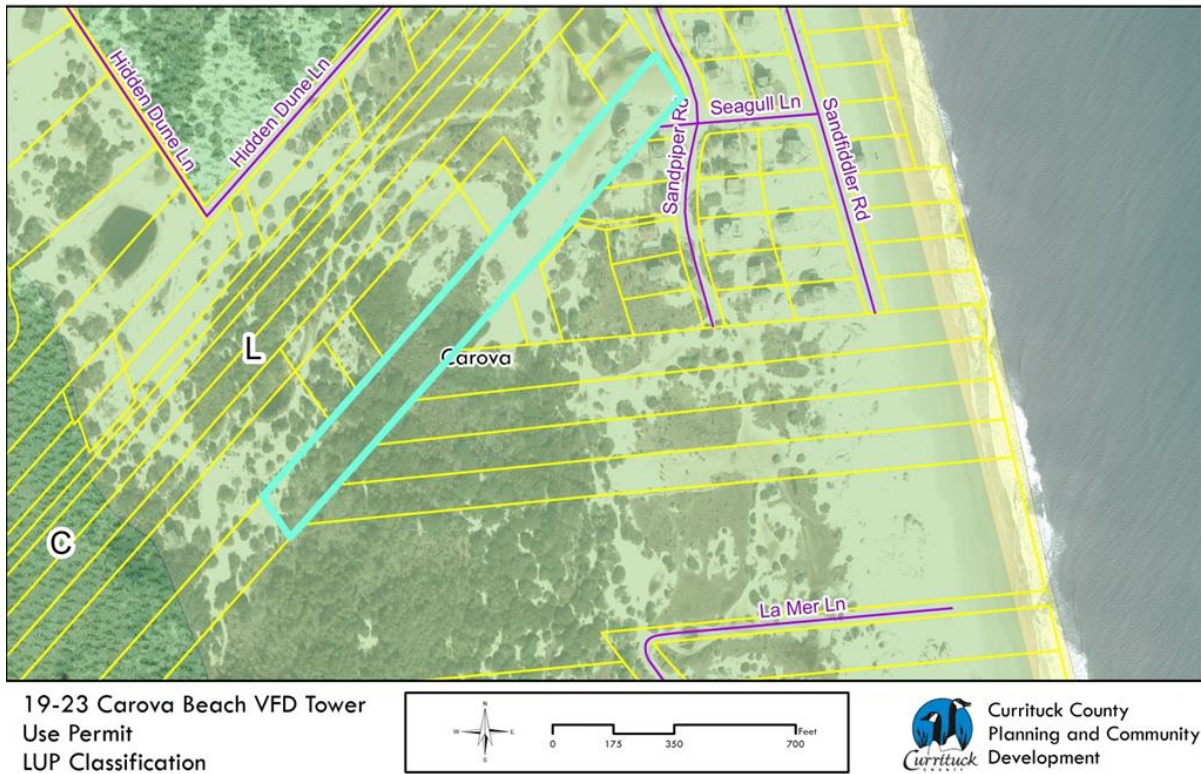 Hidden Dune Ln
Hidden Dune Ln
Sandpiper Rd
Seagull Ln
Sandfiddler Rd
L
Carova
C
La Mer Ln
19-23 Carova Beach VFD Tower
Use Permit
LUP Classification
N
W E
S
0 175 350 700 Feet
Currituck
COUNTY
Currituck County
Planning and Community
Development